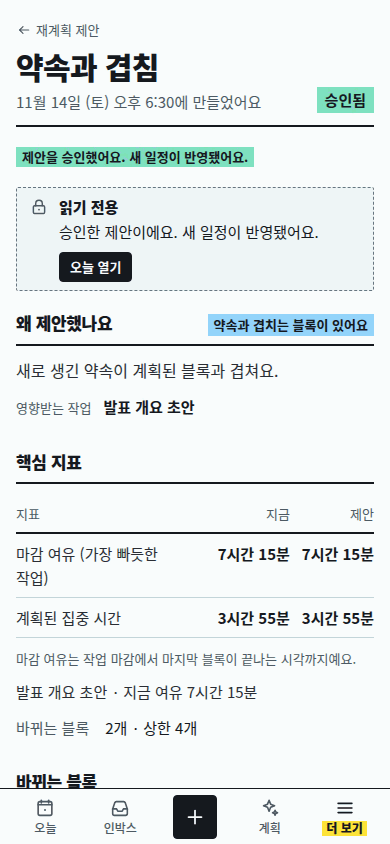 재계획 제안
약속과 겹침
11월 14일 (토) 오후 6:30에 만들었어요
승인됨
제안을 승인했어요. 새 일정이 반영됐어요.
읽기 전용
승인한 제안이에요. 새 일정이 반영됐어요.
오늘 열기
왜 제안했나요
약속과 겹치는 블록이 있어요
새로 생긴 약속이 계획된 블록과 겹쳐요.
영향받는 작업 발표 개요 초안
핵심 지표
지표 지금 제안
마감 여유 (가장 빠듯한 7시간 15분 7시간 15분
작업)
계획된 집중 시간 3시간 55분 3시간 55분
마감 여유는 작업 마감에서 마지막 블록이 끝나는 시각까지예요.
발표 개요 초안 · 지금 여유 7시간 15분
바뀌는 블록 2개 · 상한 4개
바뀌는 블록
오늘 인박스 계획 더 보기